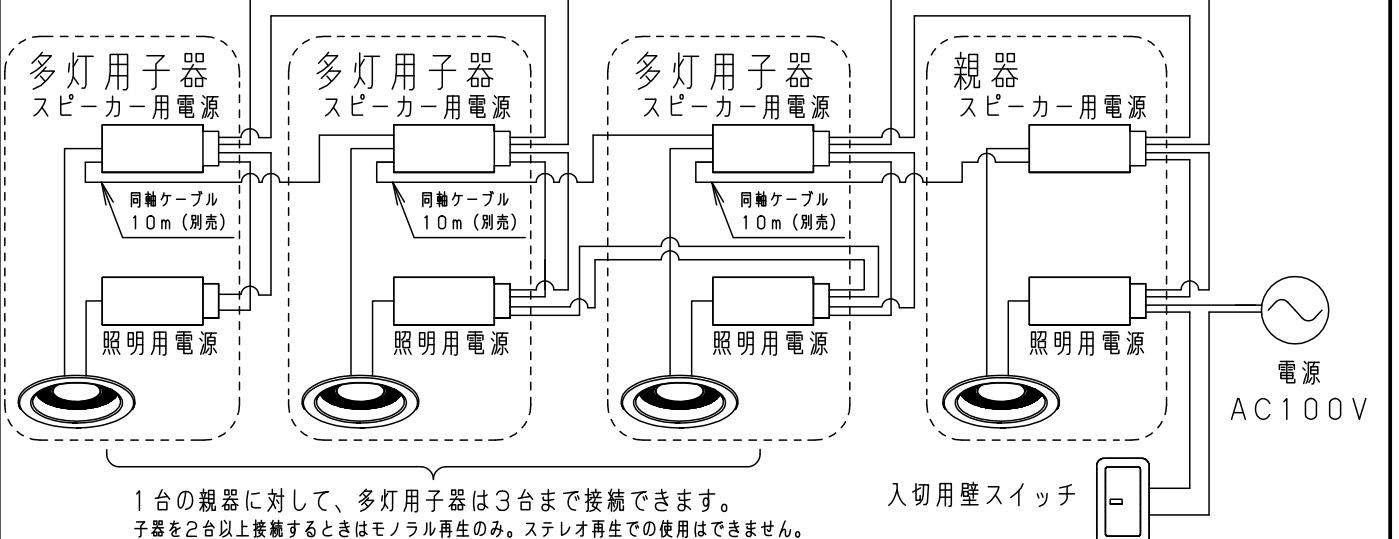 多灯用子器
スピーカー用電源
多灯用子器
スピーカー用電源
多灯用子器
スピーカー用電源
親器
スピーカー用電源
同軸ケーブル
10m (別売)
同軸ケーブル
10m (別売)
同軸ケーブル
10m (別売)
照明用電源
照明用電源
照明用電源
照明用電源
電源
AC100V
1台の親器に対して、多灯用子器は3台まで接続できます。
子器を2台以上接続するときはモノラル再生のみ。ステレオ再生での使用はできません。
入切用壁スイッチ